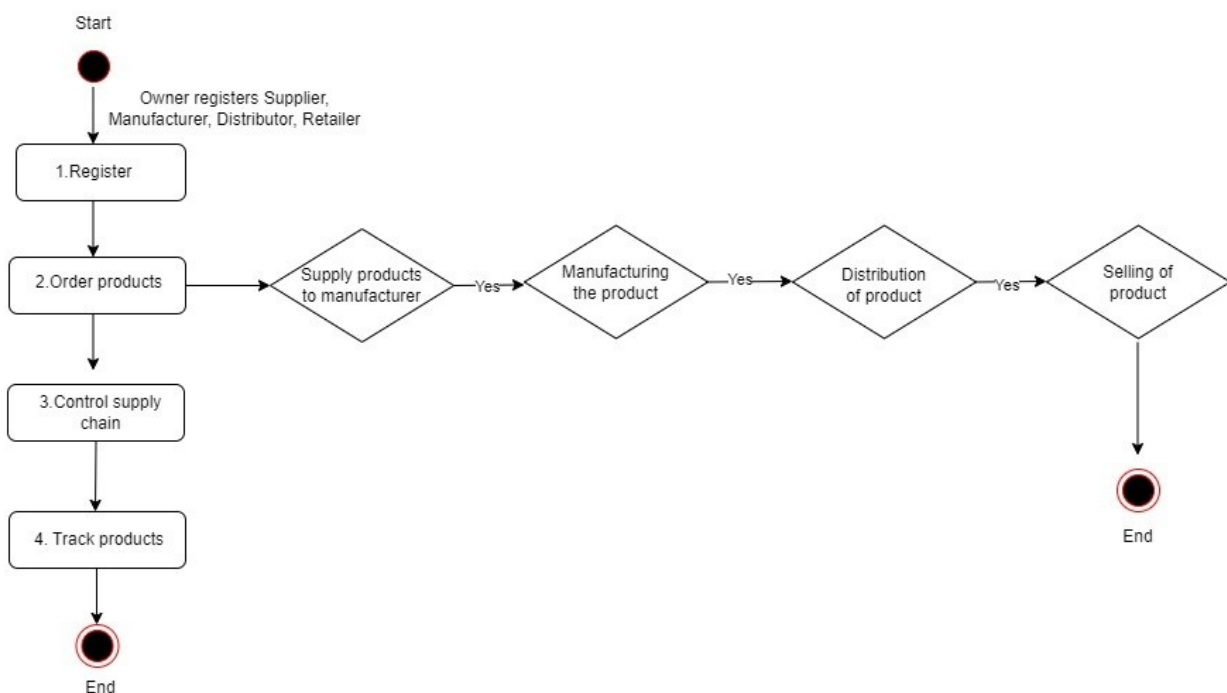 Start
Owner registers Supplier,
Manufacturer, Distributor, Retailer
1.Register
2.Order products
Supply products
to manufacturer
Yes
Manufacturing
the product
Yes
Distribution
of product
Yes
Selling of
product
3.Control supply
chain
4. Track products
End
End